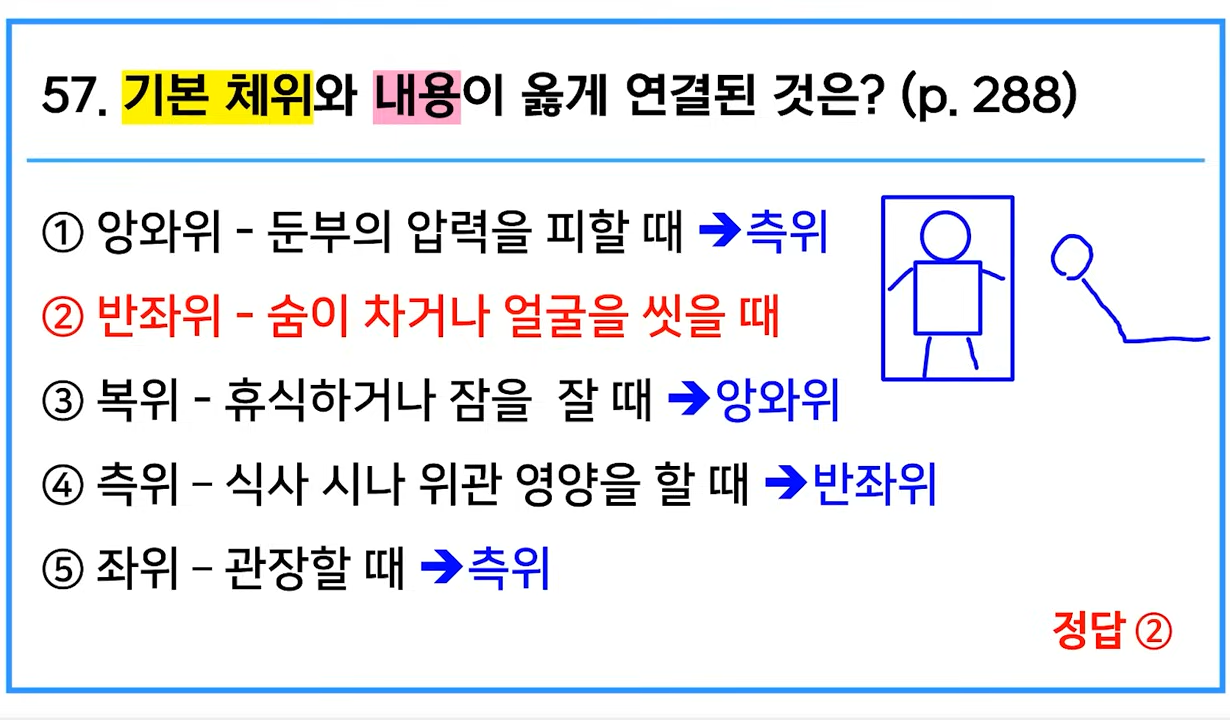 57. 기본 체위와 내용이 옳게 연결된 것은? (p. 288)
① 앙와위 - 둔부의 압력을 피할 때 ➔측위
② 반좌위 - 숨이 차거나 얼굴을 씻을 때
③ 복위 - 휴식하거나 잠을 잘 때 ➔앙와위
④ 측위 – 식사 시나 위관 영양을 할 때 ➔반좌위
⑤ 좌위 – 관장할 때 ➔측위
정답 ②